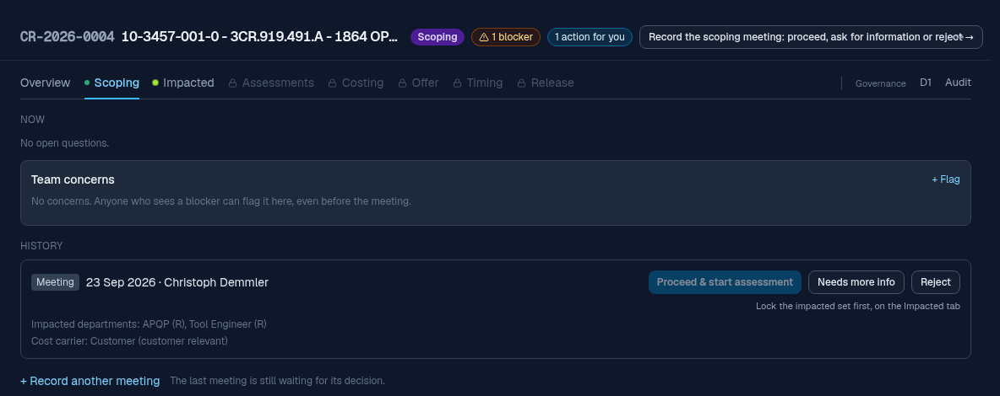 CR-2026-0004 10-3457-001-0 - 3CR.919.491.A - 1864 OP... Scoping 1 blocker 1 action for you Record the scoping meeting: proceed, ask for information or reject →
Overview Scoping Impacted Assessments Costing Offer Timing Release Governance D1 Audit
NOW
No open questions.
Team concerns + Flag
No concerns. Anyone who sees a blocker can flag it here, even before the meeting.
HISTORY
Meeting 23 Sep 2026 · Christoph Demmler Proceed & start assessment Needs more info Reject
Lock the impacted set first, on the Impacted tab
Impacted departments: APQP (R), Tool Engineer (R)
Cost carrier: Customer (customer relevant)
+ Record another meeting The last meeting is still waiting for its decision.